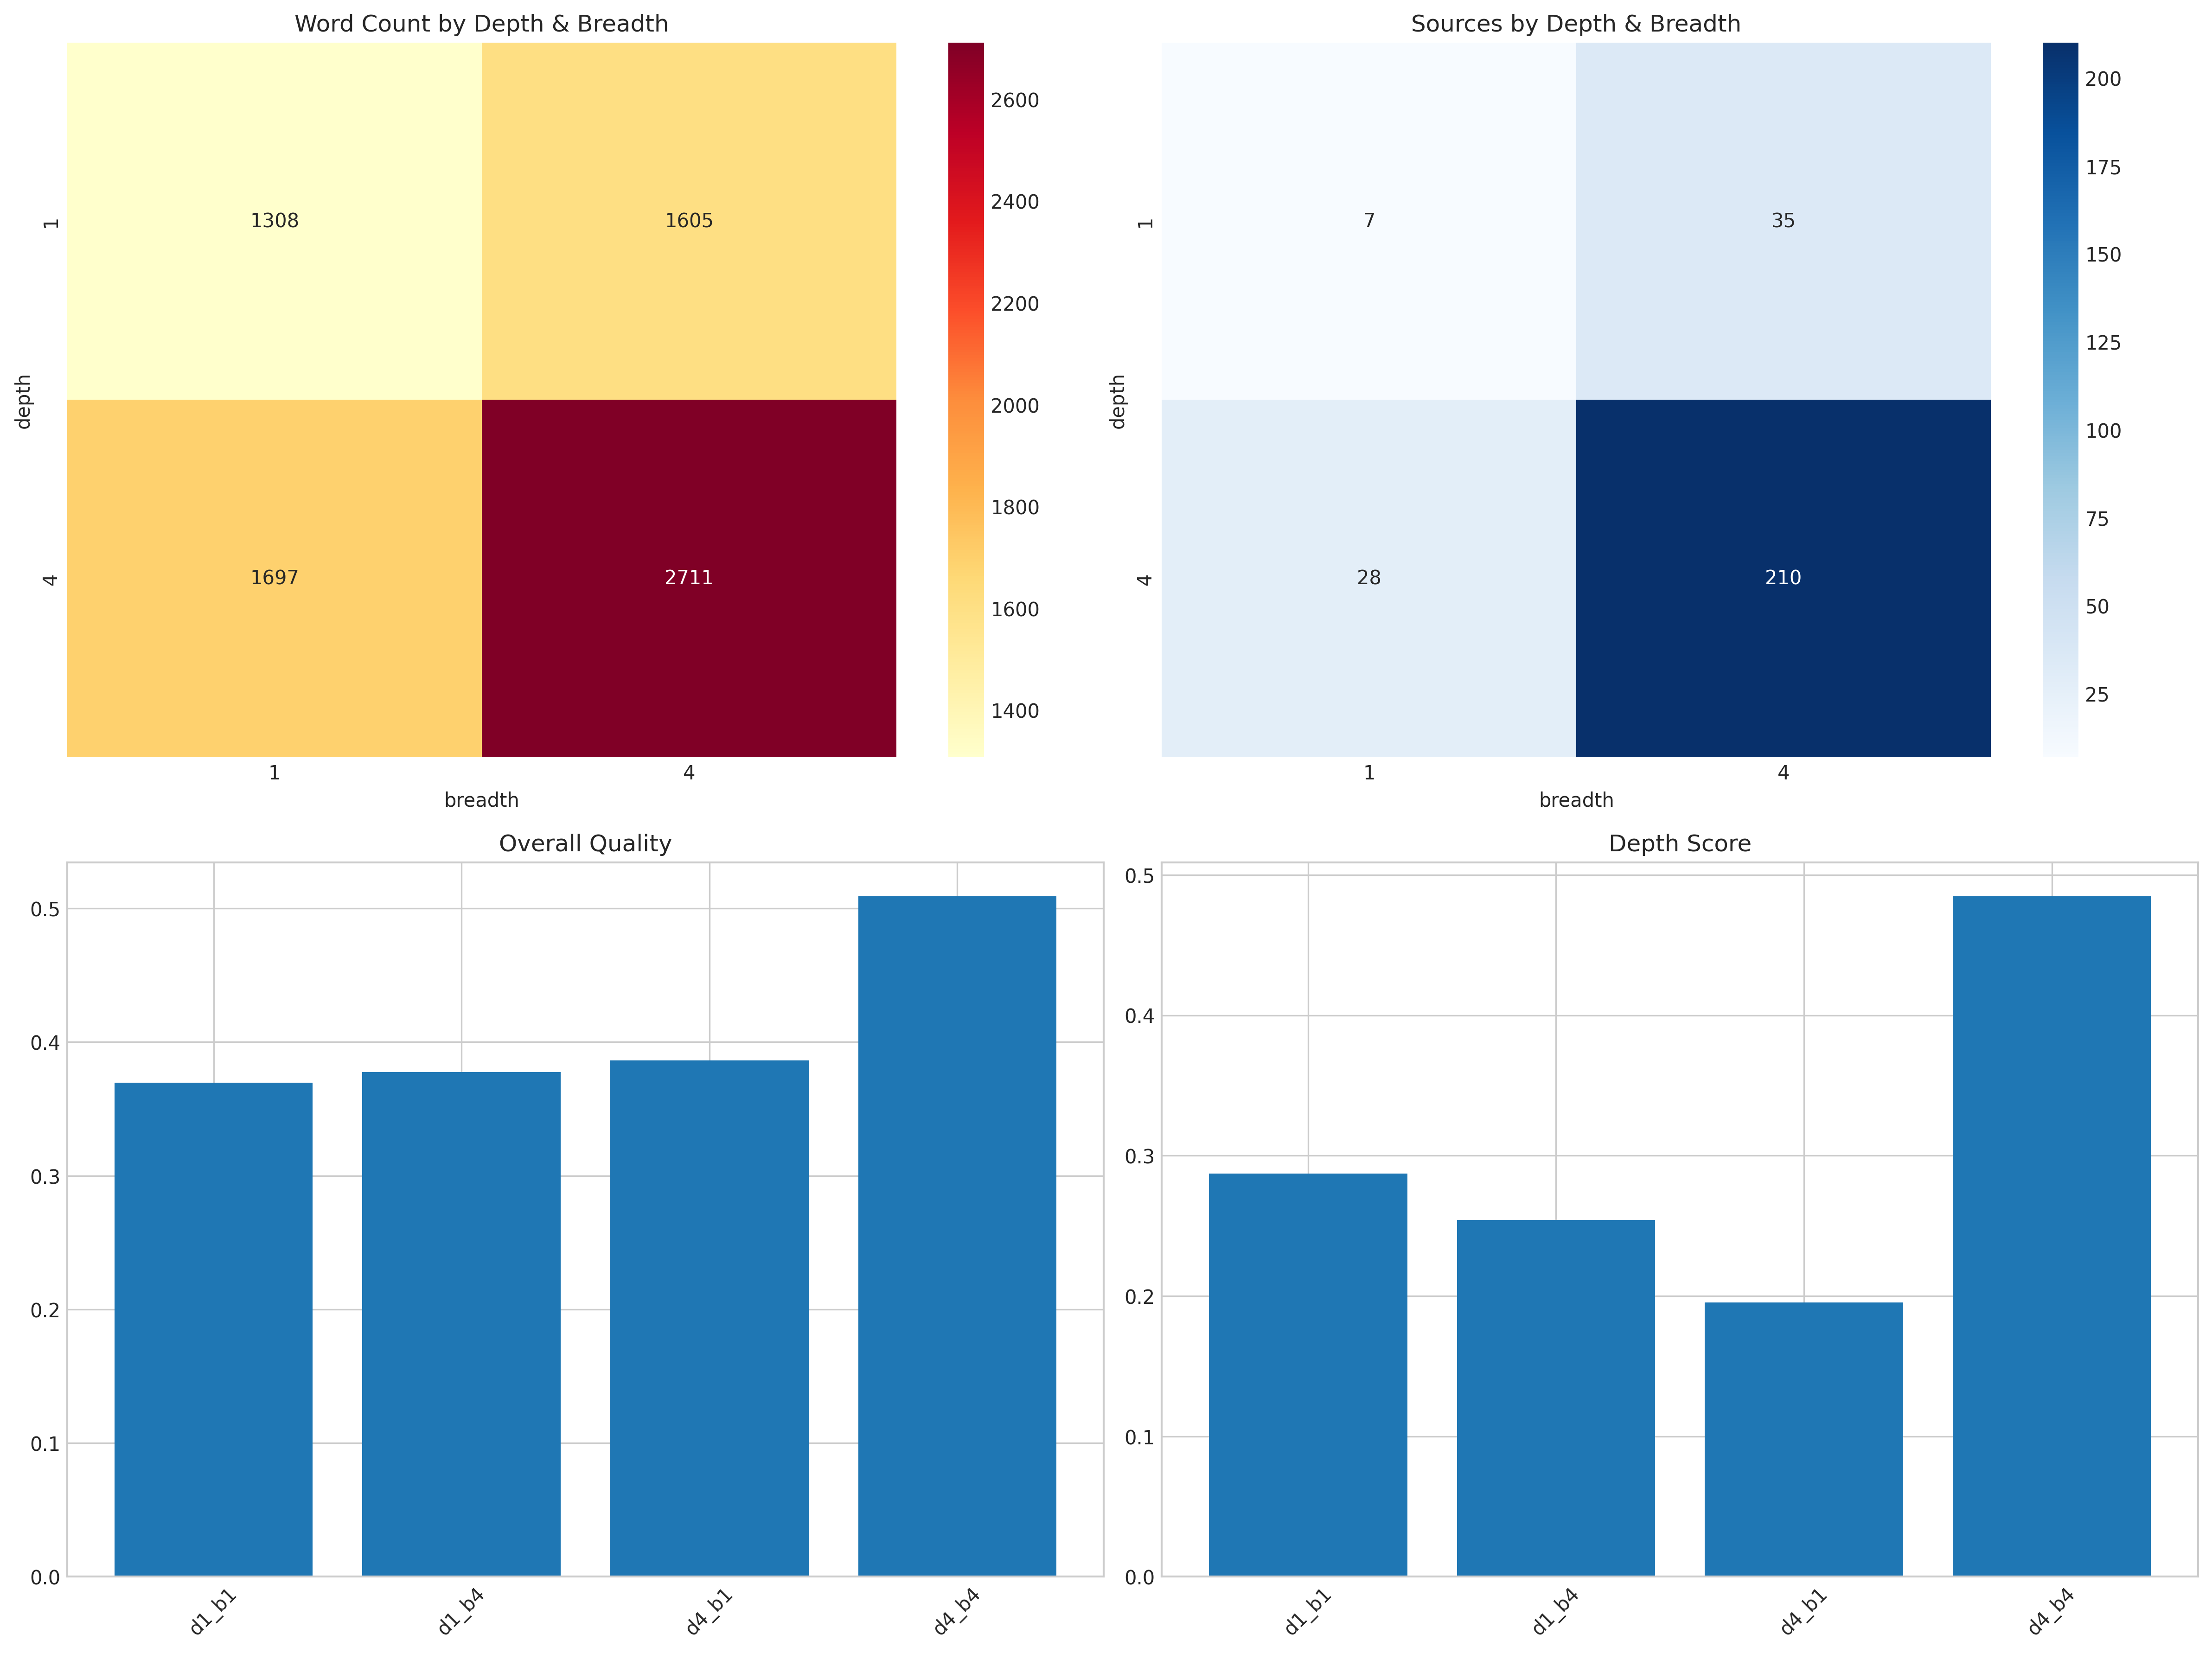 Word Count by Depth & Breadth
1308
1605
1697
2711
1
4
depth
1
4
breadth
2600
2400
2200
2000
1800
1600
1400
Sources by Depth & Breadth
7
35
28
210
1
4
depth
1
4
breadth
200
175
150
125
100
75
50
25
Overall Quality
0.5
0.4
0.3
0.2
0.1
0.0
d1_b1
d1_b4
d4_b1
d4_b4
Depth Score
0.5
0.4
0.3
0.2
0.1
0.0
d1_b1
d1_b4
d4_b1
d4_b4